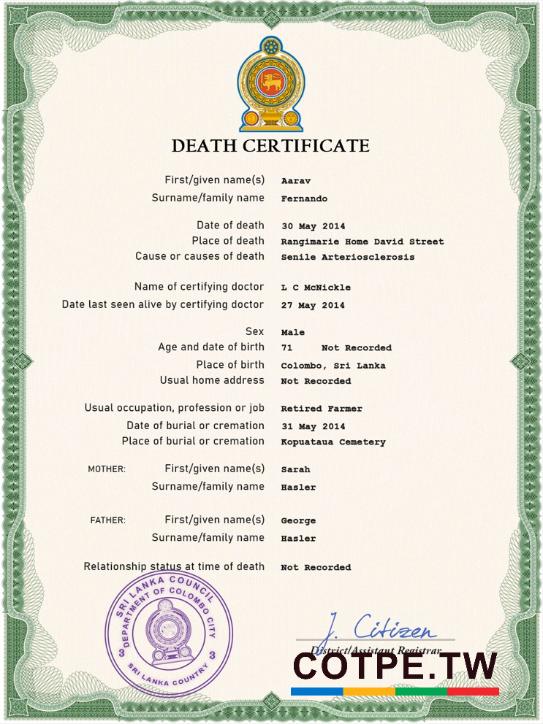 DEATH CERTIFICATE
First/given name(s) Aarav
Surname/family name Fernando
Date of death 30 May 2014
Place of death Rangimarie Home David Street
Cause or causes of death Senile Arteriosclerosis
Name of certifying doctor L C McNickle
Date last seen alive by certifying doctor 27 May 2014
Sex Male
Age and date of birth 71 Not Recorded
Place of birth Colombo, Sri Lanka
Usual home address Not Recorded
Usual occupation, profession or job Retired Farmer
Date of burial or cremation 31 May 2014
Place of burial or cremation Kopuataua Cemetery
MOTHER: First/given name(s) Sarah
Surname/family name Hasler
FATHER: First/given name(s) George
Surname/family name Hasler
Relationship status at time of death Not Recorded
SRI LANKA COUNCIL
DEPARTMENT OF COLOMBO CITY
3 3
SRI LANKA COUNTRY
J. Citizen
District/Assistant Registrar
COTPE.TW